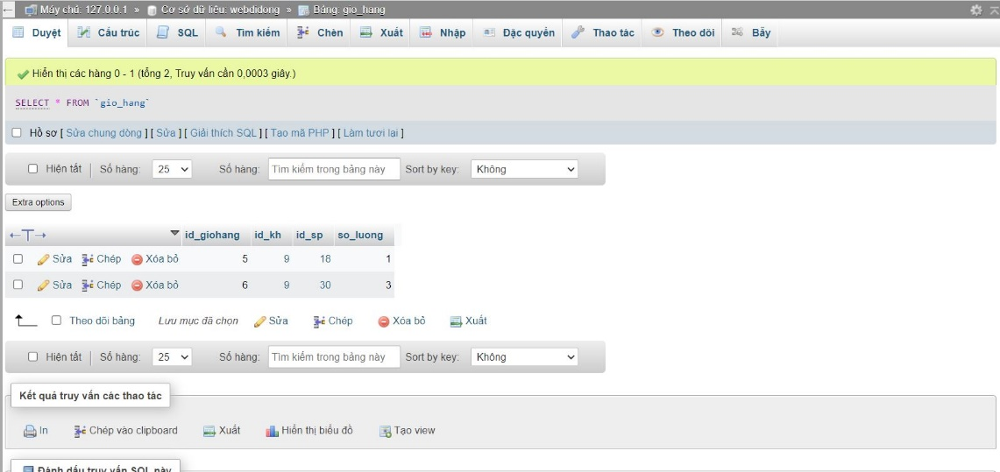 Máy chủ: 127.0.0.1 » Cơ sở dữ liệu: webdidong » Bảng: gio_hang
Duyệt Cấu trúc SQL Tìm kiếm Chèn Xuất Nhập Đặc quyền Thao tác Theo dõi Bẫy
Hiển thị các hàng 0 - 1 (tổng 2, Truy vấn cần 0,0003 giây.)
SELECT * FROM `gio_hang`
Hồ sơ [ Sửa chung dòng ] [ Sửa ] [ Giải thích SQL ] [ Tạo mã PHP ] [ Làm tươi lại ]
Hiện tất Số hàng: 25 Số hàng: Tìm kiếm trong bảng này Sort by key: Không
Extra options
←T→ id_giohang id_kh id_sp so_luong
Sửa Chép Xóa bỏ 5 9 18 1
Sửa Chép Xóa bỏ 6 9 30 3
Theo dõi bảng Lưu mục đã chọn Sửa Chép Xóa bỏ Xuất
Hiện tất Số hàng: 25 Số hàng: Tìm kiếm trong bảng này Sort by key: Không
Kết quả truy vấn các thao tác
In Chép vào clipboard Xuất Hiển thị biểu đồ Tạo view
Đánh dấu truy vấn SQL này